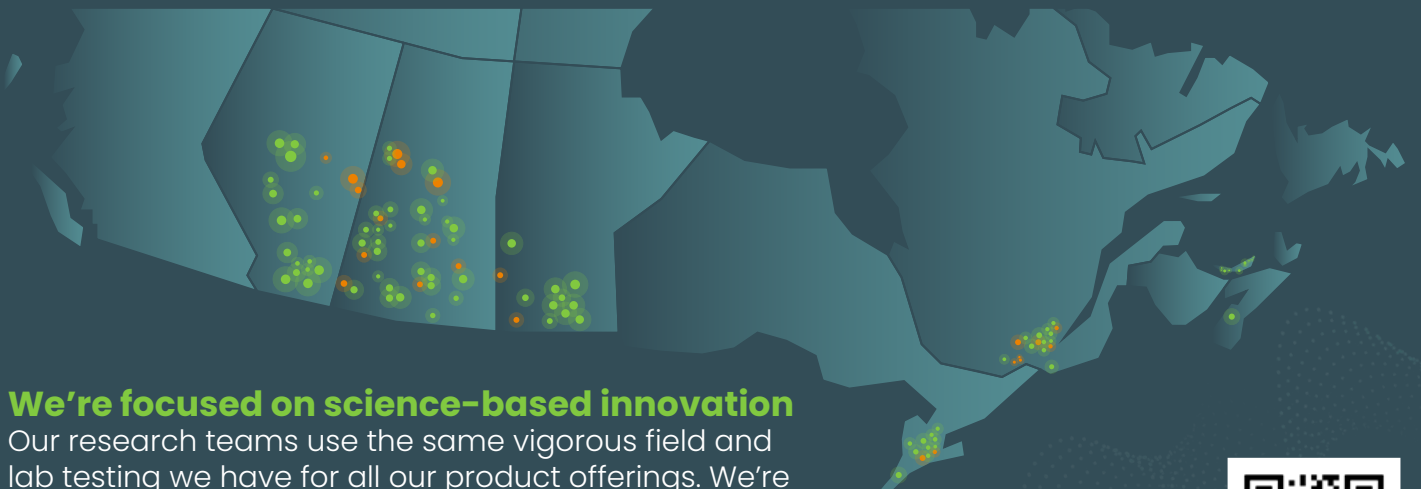 We’re focused on science-based innovation
Our research teams use the same vigorous field and
lab testing we have for all our product offerings. We’re